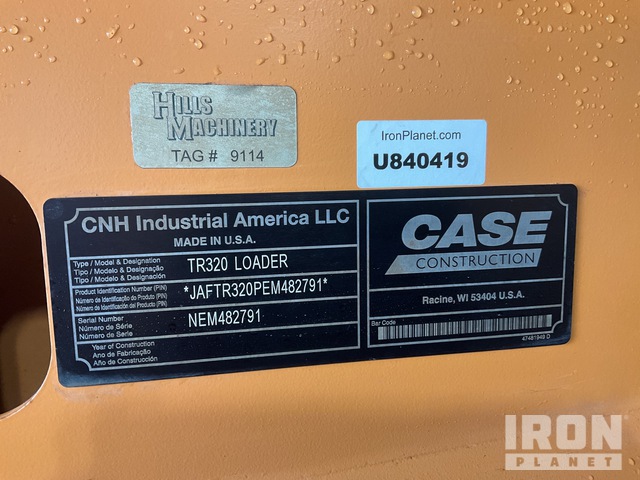 HILLS
MACHINERY
TAG # 9114
IronPlanet.com
U840419
CNH Industrial America LLC
MADE IN U.S.A.
Type / Model & Designation
Tipo / Modelo & Designação
Tipo / Modelo & Designación
TR320 LOADER
Product Identification Number (PIN)
Número de Identificação do Produto (PIN)
Número de Identificación del Producto (PIN)
*JAFTR320PEM482791*
Serial Number
Número de Série
Número de Serie
NEM482791
Year of Construction
Ano de Fabricação
Año de Construcción
CASE
CONSTRUCTION
Racine, WI 53404 U.S.A.
Bar Code
47481949 D
IRON
PLANET